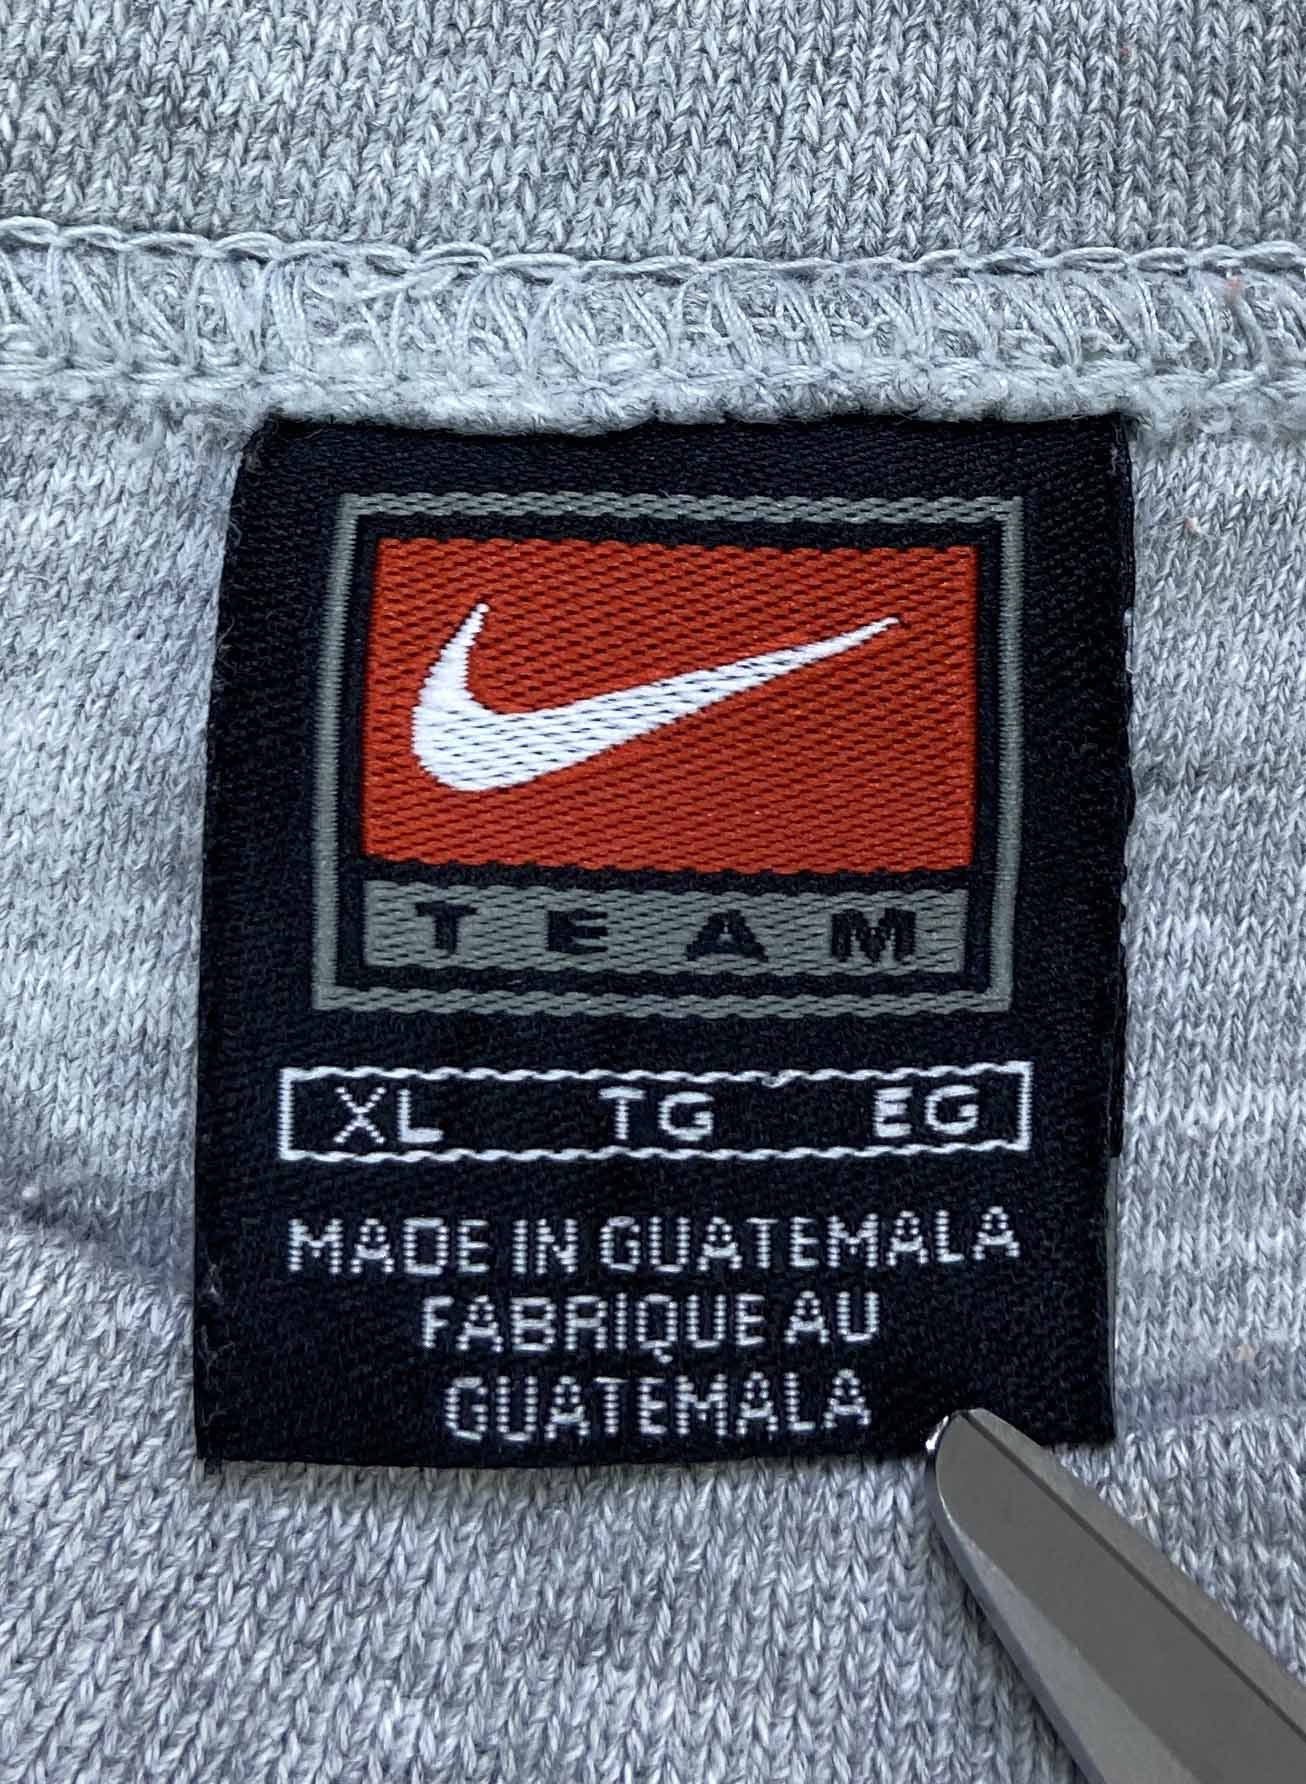 TEAM
XL TG EG
MADE IN GUATEMALA
FABRIQUE AU
GUATEMALA